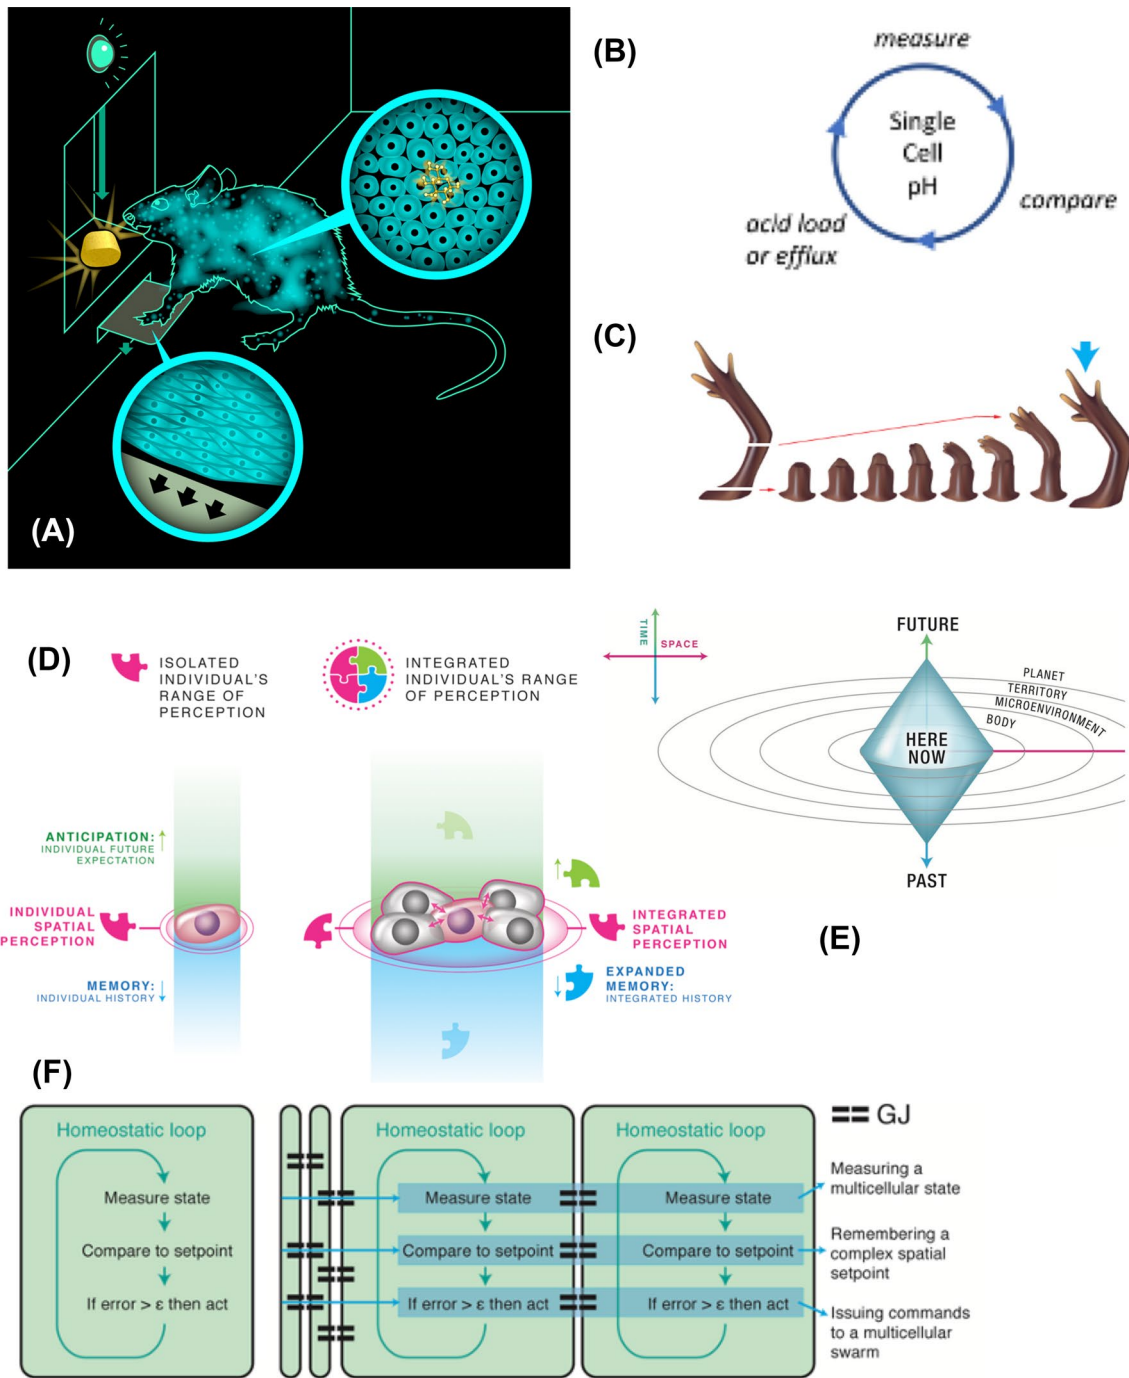 (A)
(B)
measure
Single
Cell
pH
compare
acid load
or efflux
(C)
(D)
ISOLATED
INDIVIDUAL'S
RANGE OF
PERCEPTION
INTEGRATED
INDIVIDUAL'S RANGE
OF PERCEPTION
ANTICIPATION:
INDIVIDUAL FUTURE
EXPECTATION
INDIVIDUAL
SPATIAL
PERCEPTION
MEMORY:
INDIVIDUAL HISTORY
INTEGRATED
SPATIAL
PERCEPTION
EXPANDED
MEMORY:
INTEGRATED HISTORY
TIME
SPACE
FUTURE
PLANET
TERRITORY
MICROENVIRONMENT
BODY
HERE
NOW
PAST
(E)
(F)
Homeostatic loop
Measure state
Compare to setpoint
If error > ε then act
Homeostatic loop
Measure state
Compare to setpoint
If error > ε then act
Homeostatic loop
Measure state
Compare to setpoint
If error > ε then act
GJ
Measuring a
multicellular state
Remembering a
complex spatial
setpoint
Issuing commands
to a multicellular
swarm